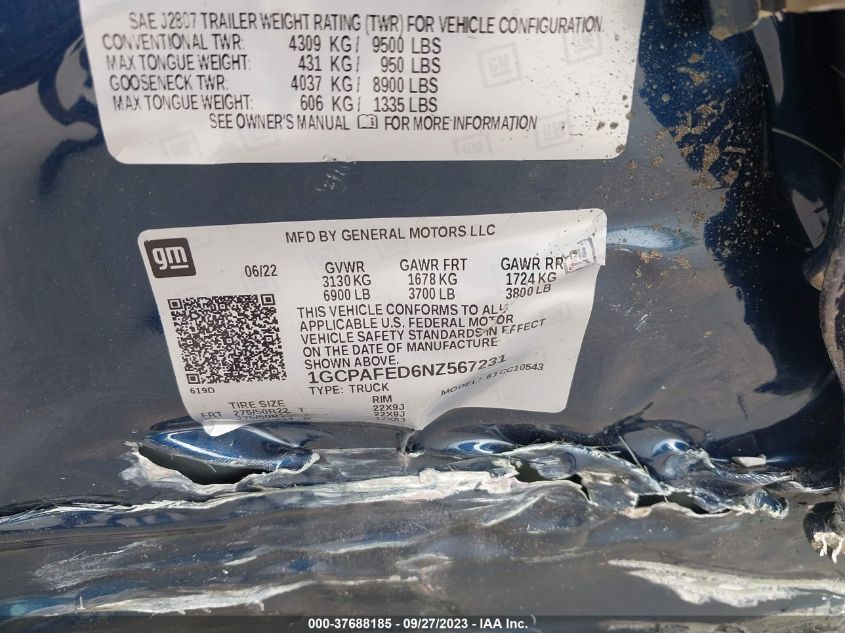 SAE J2807 TRAILER WEIGHT RATING (TWR) FOR VEHICLE CONFIGURATION
CONVENTIONAL TWR: 4309 KG/ 9500 LBS
MAX TONGUE WEIGHT: 431 KG/ 950 LBS
GOOSENECK TWR: 4037 KG/ 8900 LBS
MAX TONGUE WEIGHT: 606 KG/ 1335 LBS
SEE OWNER'S MANUAL FOR MORE INFORMATION
gm
MFD BY GENERAL MOTORS LLC
06/22 GVWR GAWR FRT GAWR RR
3130 KG 1678 KG 1724 KG
6900 LB 3700 LB 3800 LB
THIS VEHICLE CONFORMS TO ALL
APPLICABLE U.S. FEDERAL MOTOR
VEHICLE SAFETY STANDARDS IN EFFECT
ON THE DATE OF MANUFACTURE
SHOWN ABOVE.
1GCPAFED6NZ567231
619D TYPE: TRUCK MODEL: 61CC10543
TIRE SIZE RIM
FRT 275/50R22 T 22X9J
22X9J
000-37688185 - 09/27/2023 - IAA Inc.